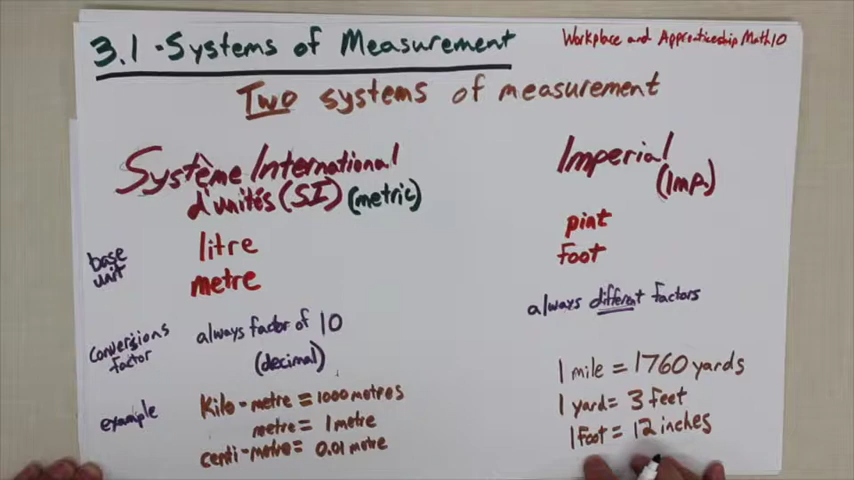 3.1 - Systems of Measurement
Workplace and Apprenticeship Math 10
Two systems of measurement
Système International
d'unités (SI) (metric)
Imperial
(Imp.)
base
unit
litre
metre
pint
foot
conversions
factor
always factor of 10
(decimal)
always different factors
example
Kilo-metre = 1000 metres
metre = 1 metre
centi-metre = 0.01 metre
1 mile = 1760 yards
1 yard = 3 feet
1 foot = 12 inches